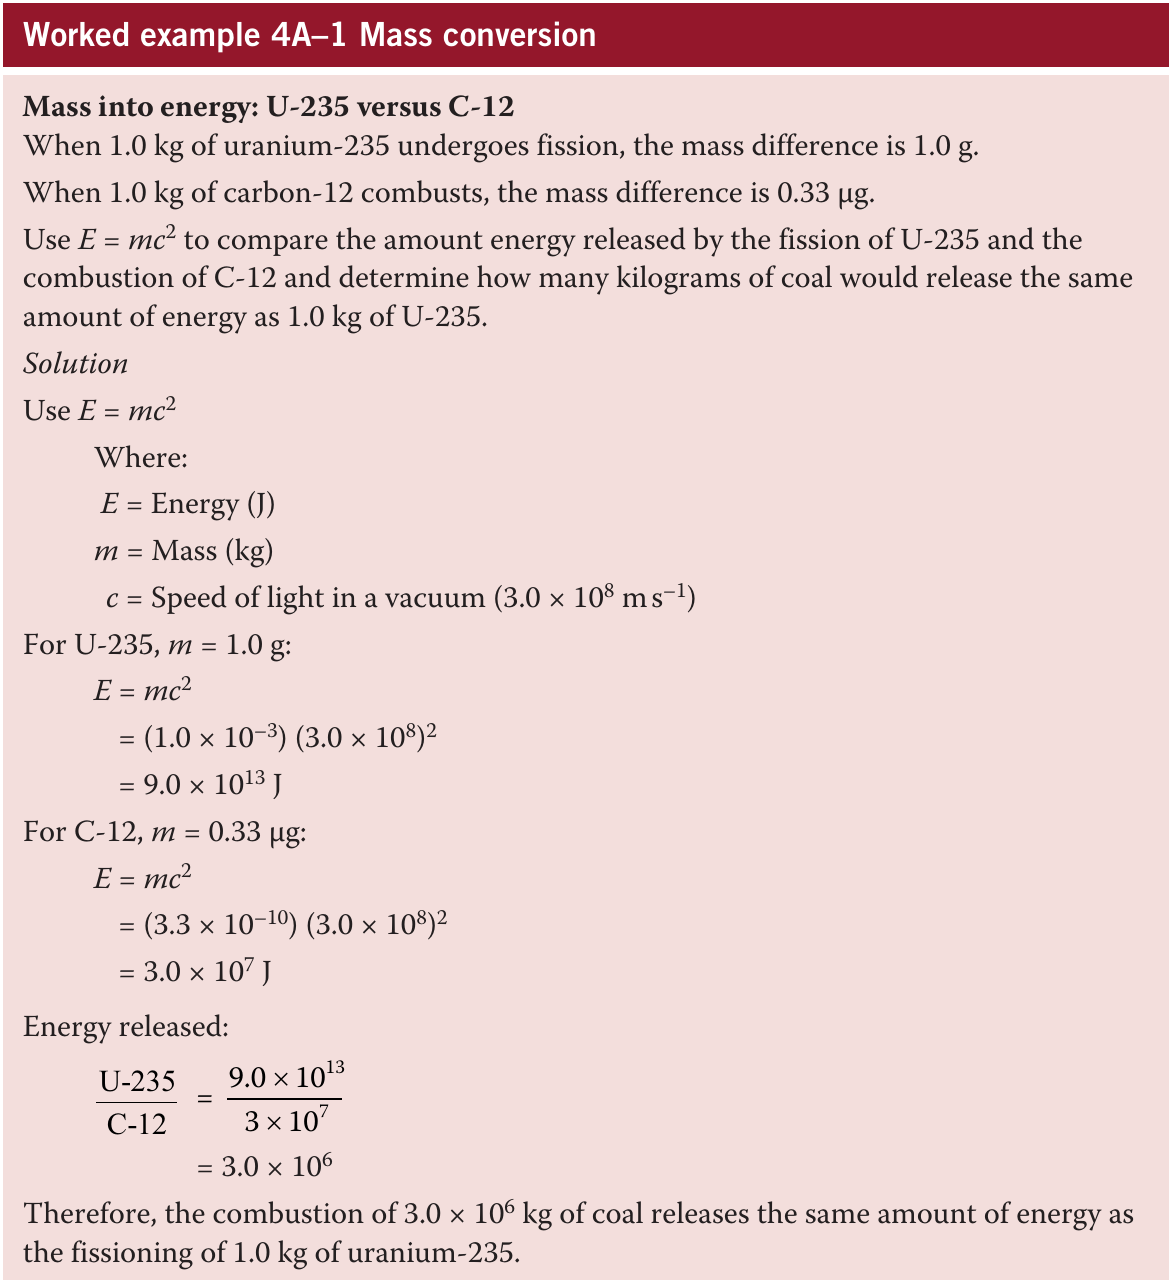 Worked example 4A–1 Mass conversion
Mass into energy: U-235 versus C-12
When 1.0 kg of uranium-235 undergoes fission, the mass difference is 1.0 g.
When 1.0 kg of carbon-12 combusts, the mass difference is 0.33 µg.
Use E = mc² to compare the amount energy released by the fission of U-235 and the
combustion of C-12 and determine how many kilograms of coal would release the same
amount of energy as 1.0 kg of U-235.
Solution
Use E = mc²
Where:
E = Energy (J)
m = Mass (kg)
c = Speed of light in a vacuum (3.0 × 10⁸ m s⁻¹)
For U-235, m = 1.0 g:
E = mc²
= (1.0 × 10⁻³) (3.0 × 10⁸)²
= 9.0 × 10¹³ J
For C-12, m = 0.33 µg:
E = mc²
= (3.3 × 10⁻¹⁰) (3.0 × 10⁸)²
= 3.0 × 10⁷ J
Energy released:
U-235 / C-12 = 9.0 × 10¹³ / 3 × 10⁷
= 3.0 × 10⁶
Therefore, the combustion of 3.0 × 10⁶ kg of coal releases the same amount of energy as
the fissioning of 1.0 kg of uranium-235.